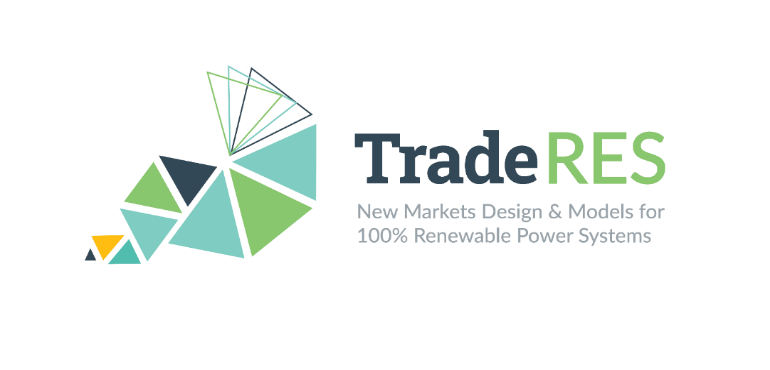 TradeRES
New Markets Design & Models for
100% Renewable Power Systems